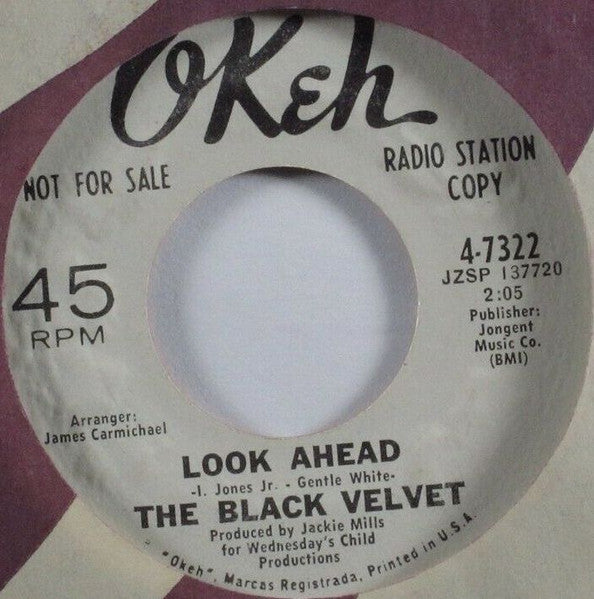 OKeh
NOT FOR SALE
RADIO STATION
COPY
45
RPM
4-7322
JZSP 137720
2:05
Publisher:
Jongent
Music Co.
(BMI)
Arranger:
James Carmichael
LOOK AHEAD
-I. Jones Jr. - Gentle White-
THE BLACK VELVET
Produced by Jackie Mills
for Wednesday's Child
Productions
"Okeh", Marcas Registrada, Printed in U.S.A.